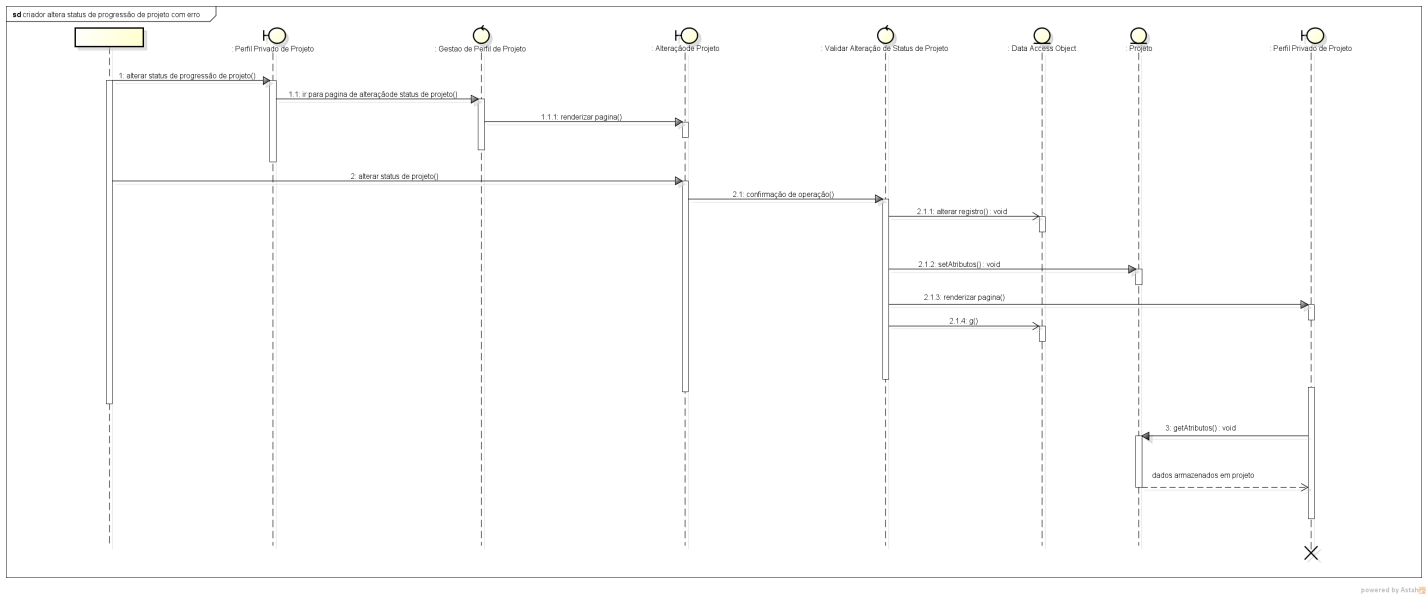 sd criador altera status de progressão de projeto com erro
: Perfil Privado de Projeto
: Gestao de Perfil de Projeto
: Alteraçãode Projeto
: Validar Alteração de Status de Projeto
: Data Access Object
: Projeto
: Perfil Privado de Projeto
1: alterar status de progressão de projeto()
1.1: ir para pagina de alteraçãode status de projeto()
1.1.1: renderizar pagina()
2: alterar status de projeto()
2.1: confirmação de operação()
2.1.1: alterar registro() : void
2.1.2: setAtributos() : void
2.1.3: renderizar pagina()
2.1.4: g()
3: getAtributos() : void
dados armazenados em projeto
powered by Astah